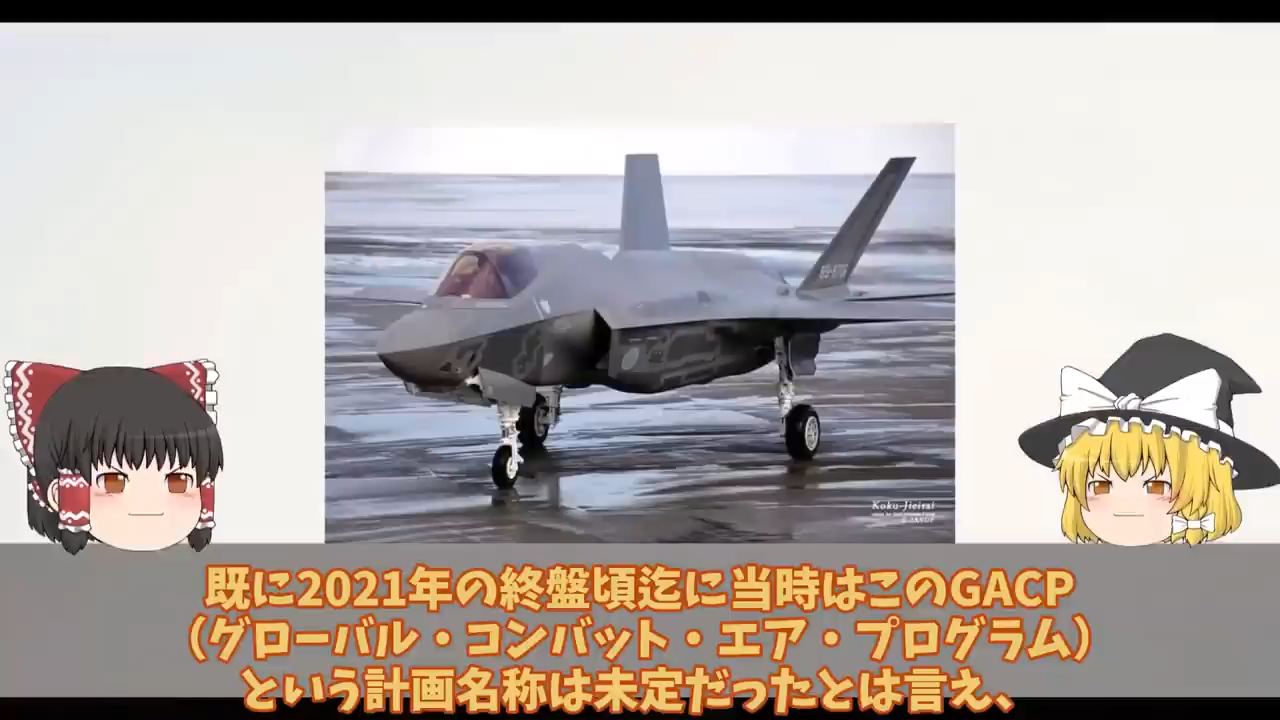 Koku-Jieitai
既に2021年の終盤頃迄に当時はこのGACP
（グローバル・コンバット・エア・プログラム）
という計画名称は未定だったとは言え、